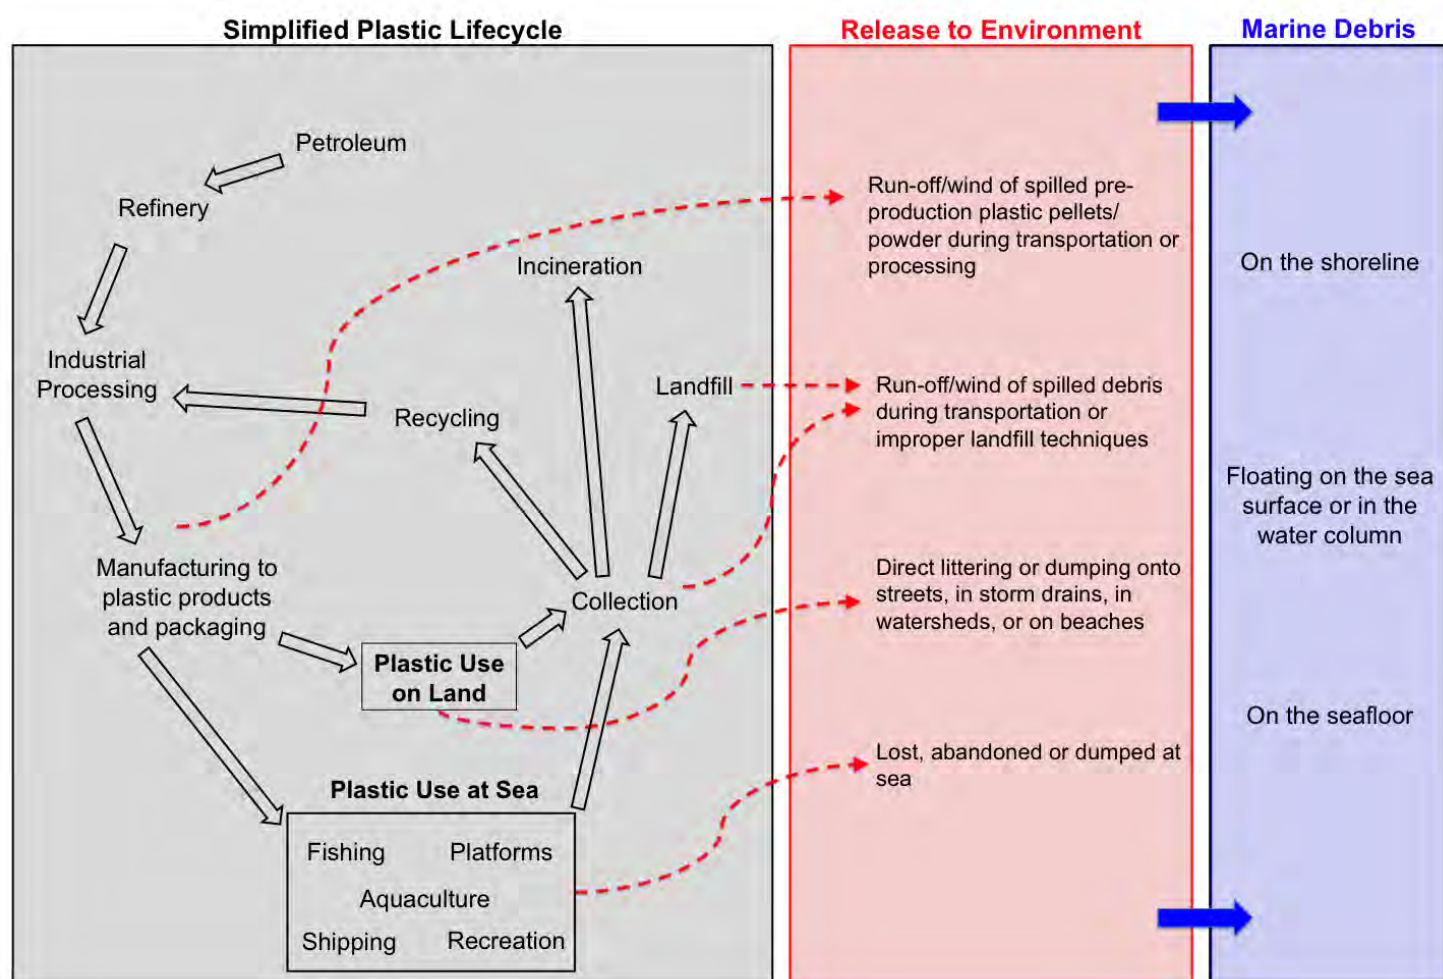 Simplified Plastic Lifecycle
Petroleum
Refinery
Incineration
Industrial
Processing
Landfill
Recycling
Manufacturing to
plastic products
and packaging
Collection
Plastic Use
on Land
Plastic Use at Sea
Fishing
Platforms
Aquaculture
Shipping
Recreation
Release to Environment
Run-off/wind of spilled pre-
production plastic pellets/
powder during transportation or
processing
Run-off/wind of spilled debris
during transportation or
improper landfill techniques
Direct littering or dumping onto
streets, in storm drains, in
watersheds, or on beaches
Lost, abandoned or dumped at
sea
Marine Debris
On the shoreline
Floating on the sea
surface or in the
water column
On the seafloor